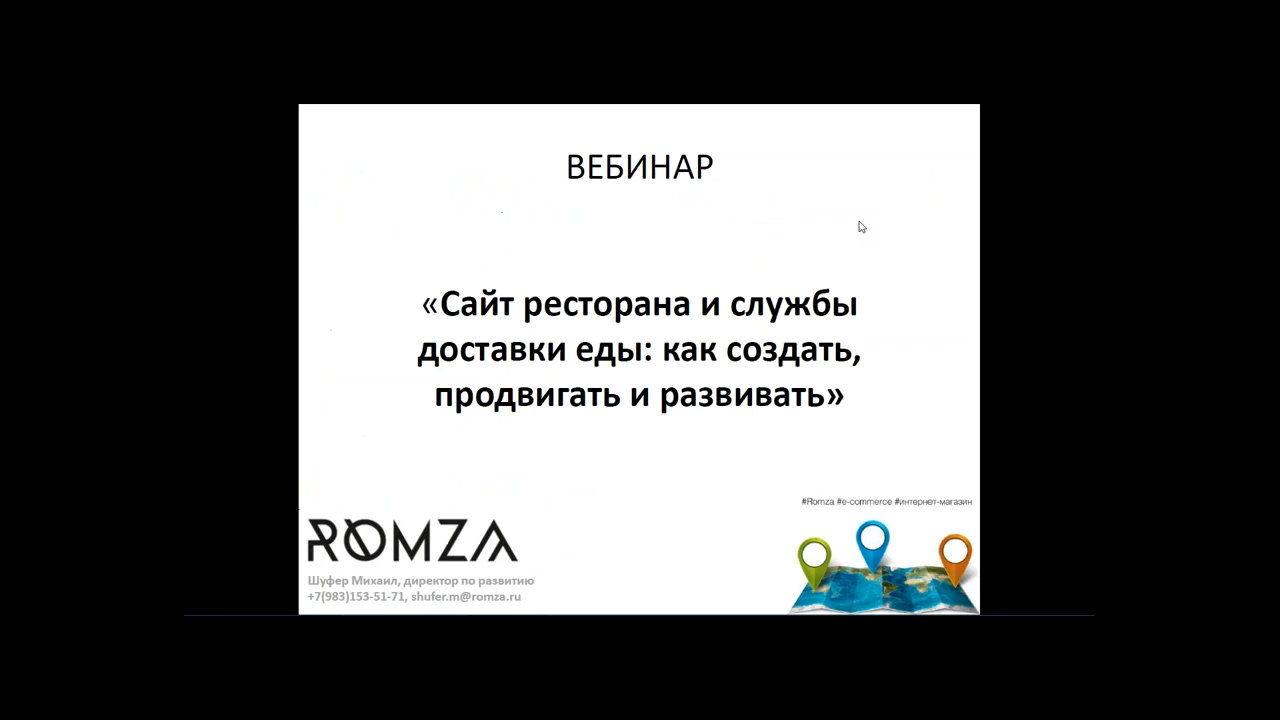 ВЕБИНАР
«Сайт ресторана и службы
доставки еды: как создать,
продвигать и развивать»
#Romza #e-commerce #интернет-магазин
ROMZA
Шуфер Михаил, директор по развитию
+7(983)153-51-71, shufer.m@romza.ru